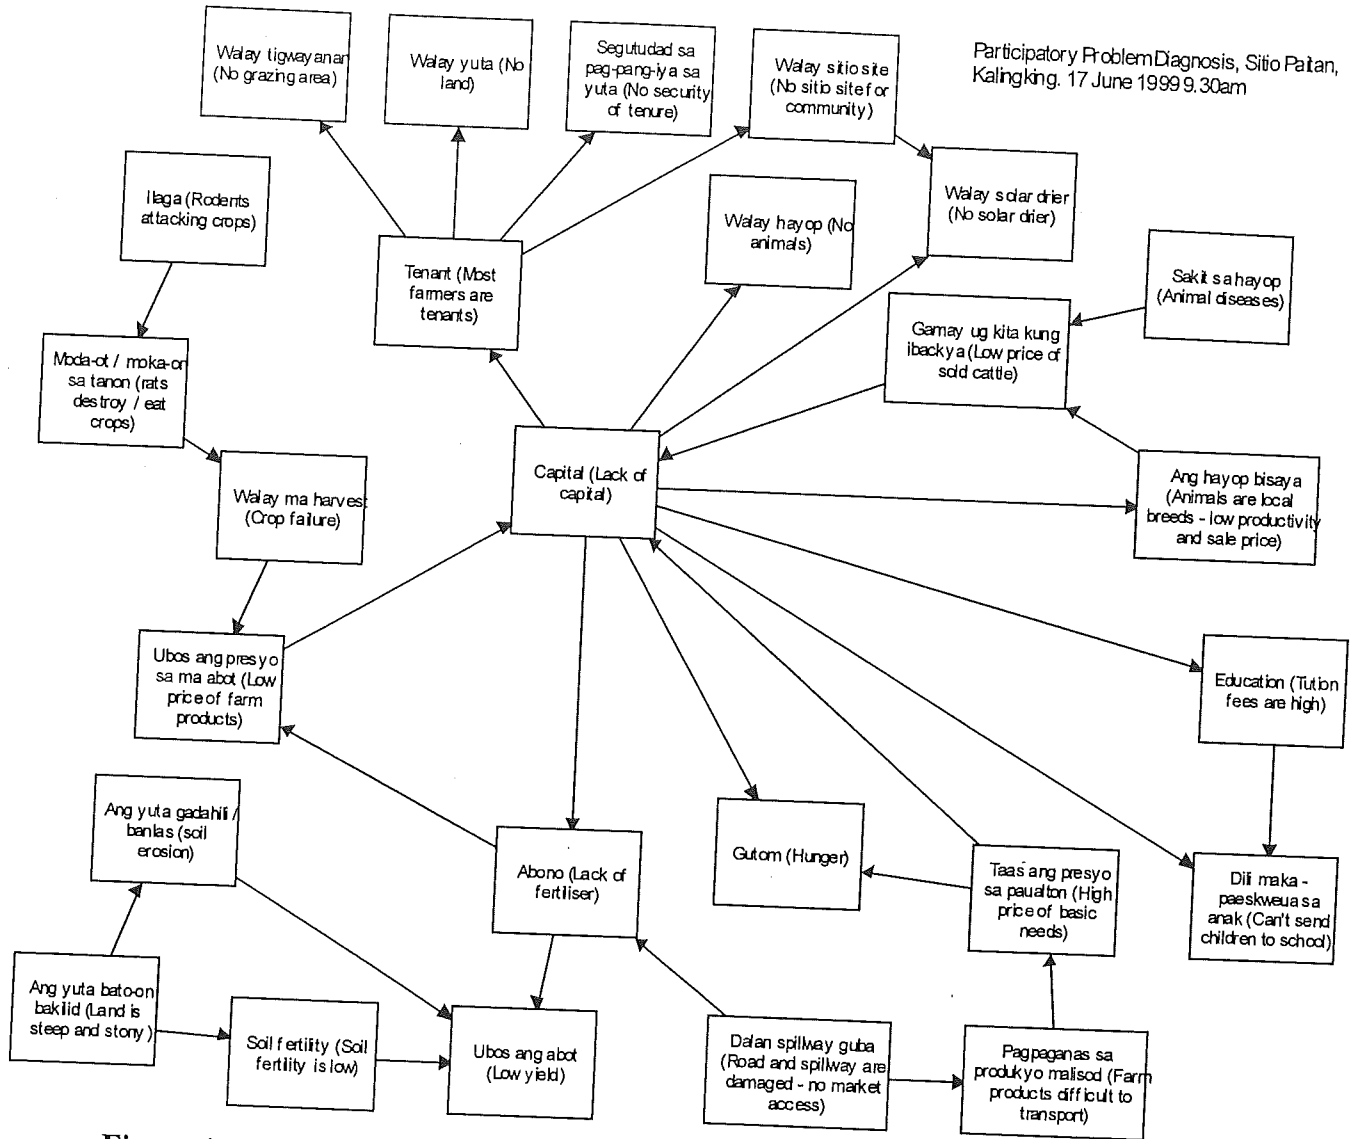 Participatory Problem Diagnosis, Sitio Paitan,
Kalingking. 17 June 1999 9.30am
Walay tigwayanan
(No grazing area)
Walay yuta (No
land)
Segutudad sa
pag-pang-iya sa
yuta (No security
of tenure)
Walay sitio site
(No sitio site for
community)
Ilaga (Rodents
attacking crops)
Walay solar drier
(No solar drier)
Walay hayop (No
animals)
Tenant (Most
farmers are
tenants)
Sakit sa hayop
(Animal diseases)
Gamay ug kita kung
ibackya (Low price of
sold cattle)
Moda-ot / moka-on
sa tanon (rats
destroy / eat
crops)
Capital (Lack of
capital)
Walay ma harvest
(Crop failure)
Ang hayop bisaya
(Animals are local
breeds - low productivity
and sale price)
Ubos ang presyo
sa ma abot (Low
price of farm
products)
Education (Tution
fees are high)
Ang yuta gadahili /
banlas (soil
erosion)
Abono (Lack of
fertiliser)
Gutom (Hunger)
Taas ang presyo
sa paualton (High
price of basic
needs)
Dili maka -
paeskweua sa
anak (Can't send
children to school)
Ang yuta bato-on
bakilid (Land is
steep and stony)
Soil fertility (Soil
fertility is low)
Ubos ang abot
(Low yield)
Dalan spillway guba
(Road and spillway are
damaged - no market
access)
Pagpaganas sa
produkyo malisod (Farm
products difficult to
transport)